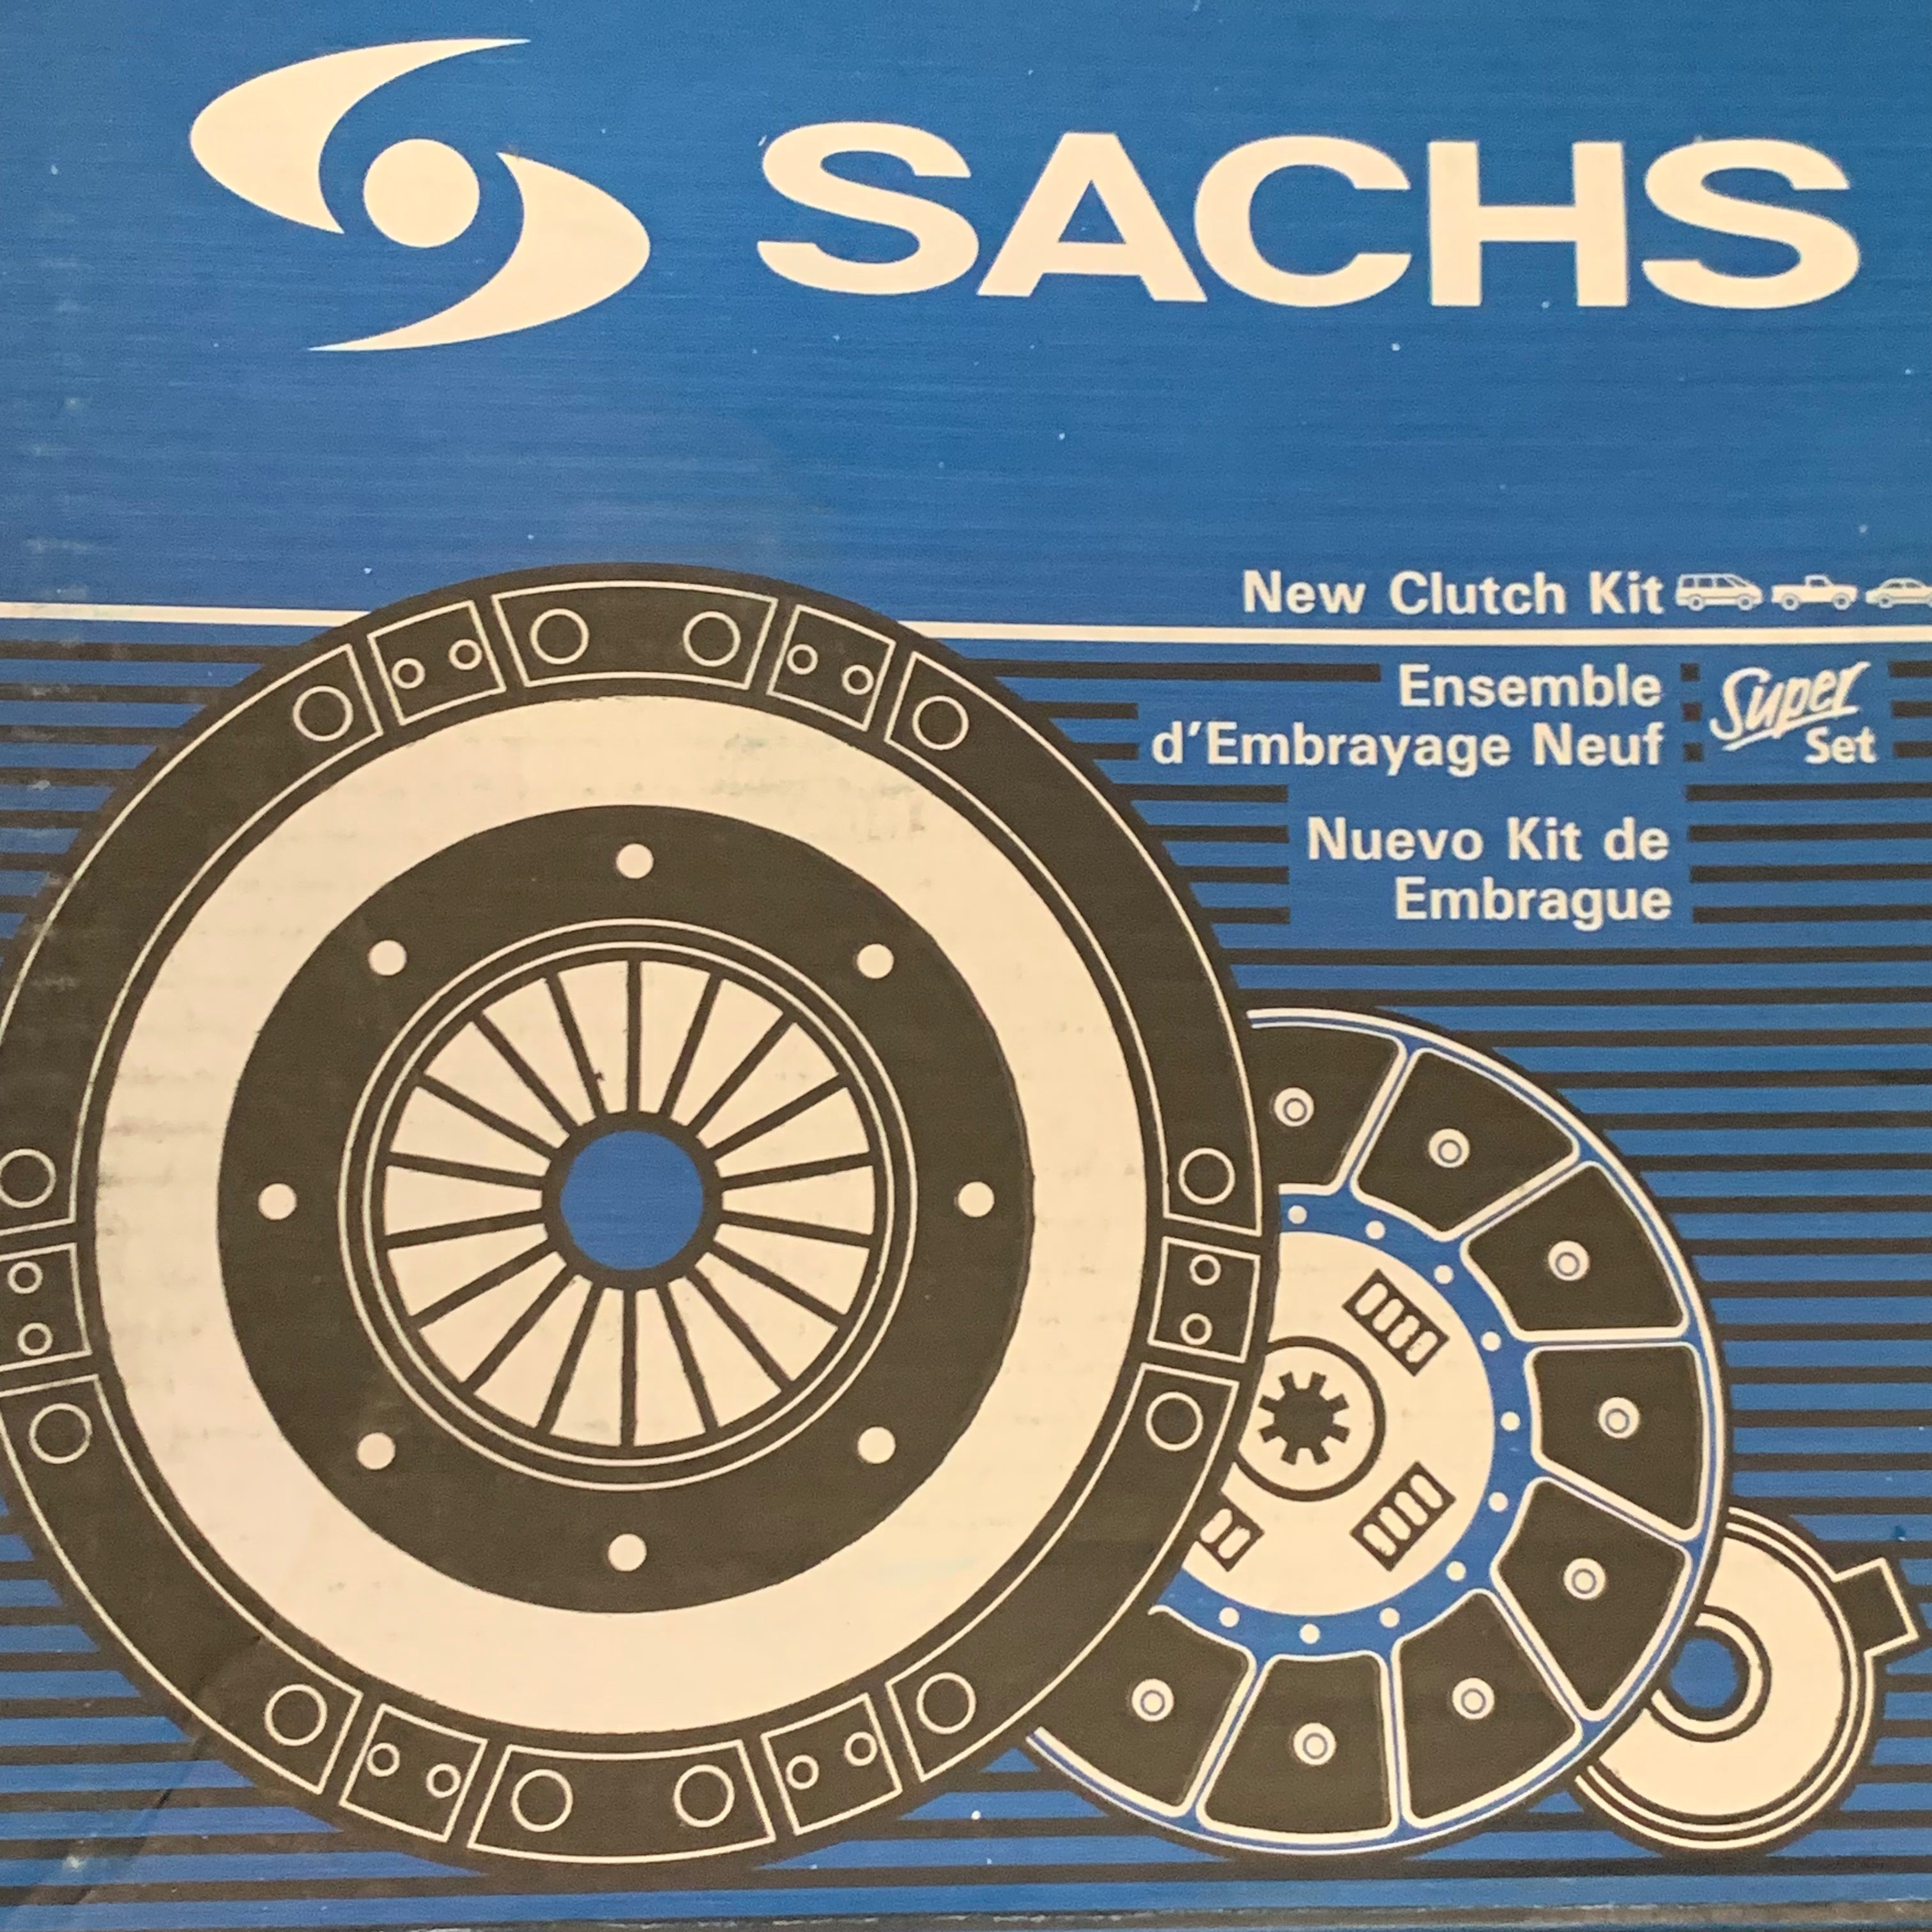 SACHS
New Clutch Kit
Ensemble
d'Embrayage Neuf
Super
Set
Nuevo Kit de
Embrague